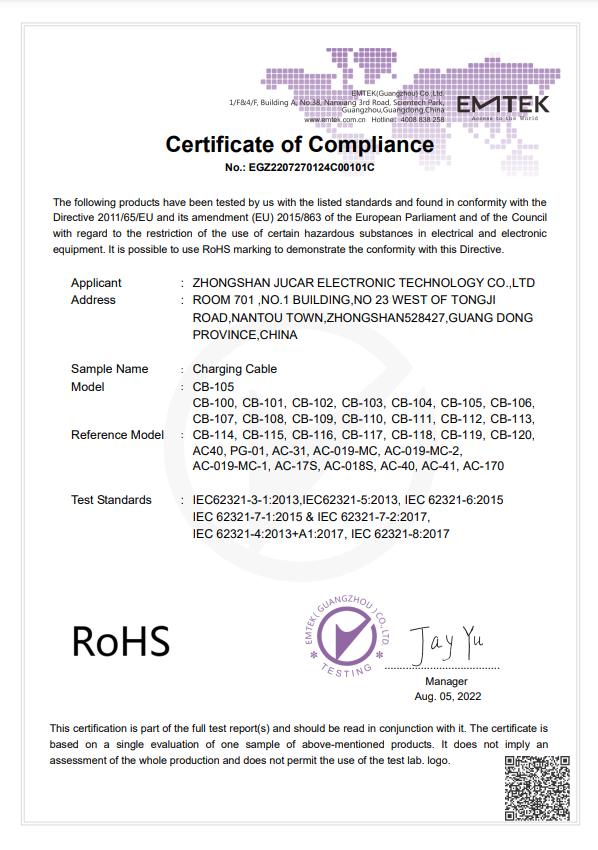 EMTEK(Guangzhou) Co.,Ltd.
1/F&4/F, Building A, No.38, Nanxiang 3rd Road, Scientech Park,
Guangzhou,Guangdong,China
www.emtek.com.cn Hotline: 4008 838 258
EMTEK
Access to the World
Certificate of Compliance
No.: EGZ2207270124C00101C
The following products have been tested by us with the listed standards and found in conformity with the
Directive 2011/65/EU and its amendment (EU) 2015/863 of the European Parliament and of the Council
with regard to the restriction of the use of certain hazardous substances in electrical and electronic
equipment. It is possible to use RoHS marking to demonstrate the conformity with this Directive.
Applicant : ZHONGSHAN JUCAR ELECTRONIC TECHNOLOGY CO.,LTD
Address : ROOM 701 ,NO.1 BUILDING,NO 23 WEST OF TONGJI
ROAD,NANTOU TOWN,ZHONGSHAN528427,GUANG DONG
PROVINCE,CHINA
Sample Name : Charging Cable
Model : CB-105
CB-100, CB-101, CB-102, CB-103, CB-104, CB-105, CB-106,
CB-107, CB-108, CB-109, CB-110, CB-111, CB-112, CB-113,
Reference Model : CB-114, CB-115, CB-116, CB-117, CB-118, CB-119, CB-120,
AC40, PG-01, AC-31, AC-019-MC, AC-019-MC-2,
AC-019-MC-1, AC-17S, AC-018S, AC-40, AC-41, AC-170
Test Standards : IEC62321-3-1:2013,IEC62321-5:2013, IEC 62321-6:2015
IEC 62321-7-1:2015 & IEC 62321-7-2:2017,
IEC 62321-4:2013+A1:2017, IEC 62321-8:2017
RoHS
EMTEK(GUANGZHOU)CO.,LTD.
* TESTING *
Jay Yu
Manager
Aug. 05, 2022
This certification is part of the full test report(s) and should be read in conjunction with it. The certificate is
based on a single evaluation of one sample of above-mentioned products. It does not imply an
assessment of the whole production and does not permit the use of the test lab. logo.